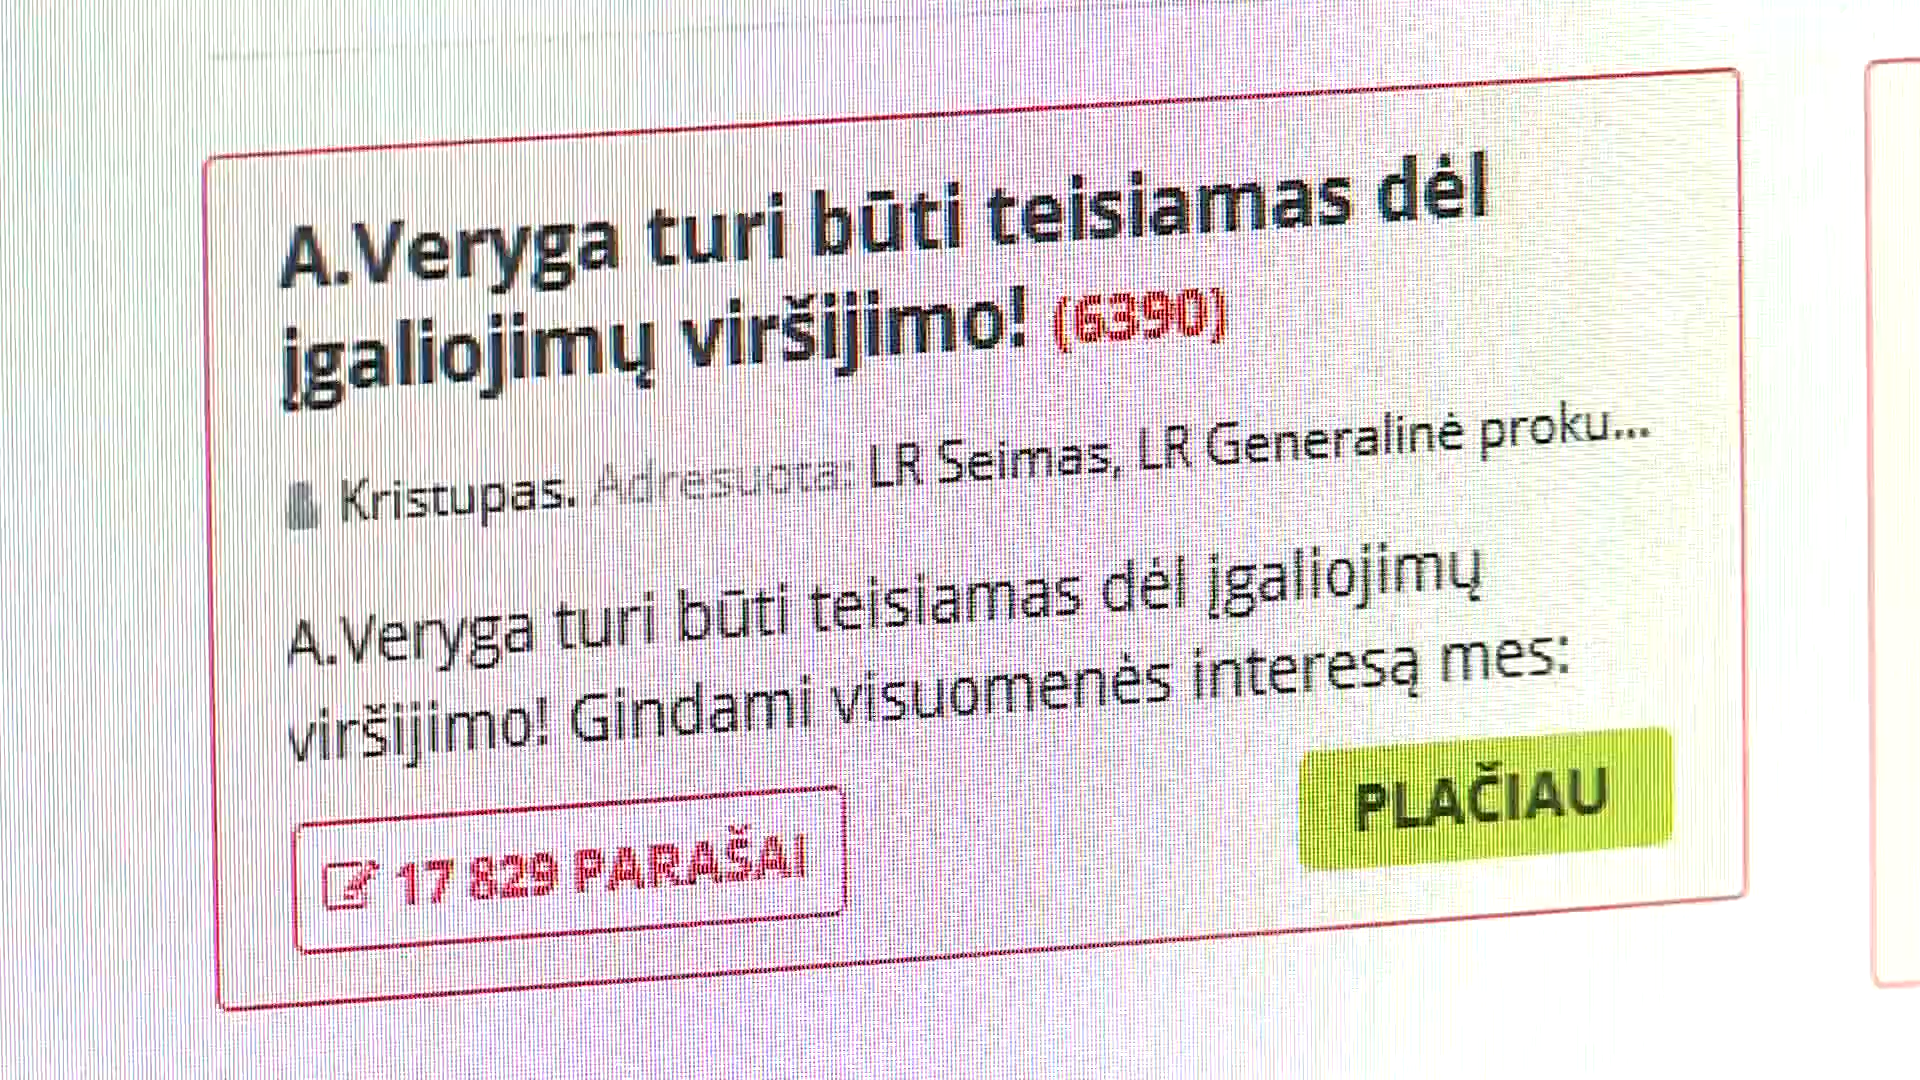 A.Veryga turi būti teisiamas dėl
įgaliojimų viršijimo! (6390)
Kristupas. Adresuota: LR Seimas, LR Generalinė proku...
A.Veryga turi būti teisiamas dėl įgaliojimų
viršijimo! Gindami visuomenės interesą mes:
17 829 PARAŠAI
PLAČIAU